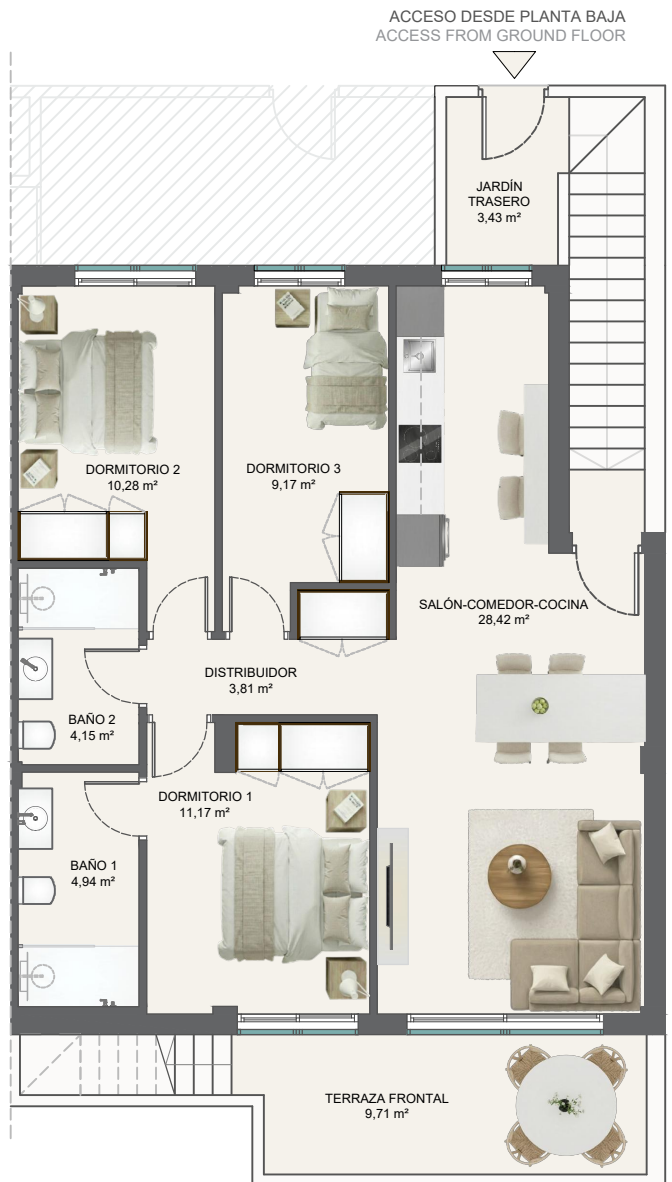 ACCESO DESDE PLANTA BAJA
ACCESS FROM GROUND FLOOR
JARDÍN
TRASERO
3,43 m²
DORMITORIO 2
10,28 m²
DORMITORIO 3
9,17 m²
SALÓN-COMEDOR-COCINA
28,42 m²
DISTRIBUIDOR
3,81 m²
BAÑO 2
4,15 m²
DORMITORIO 1
11,17 m²
BAÑO 1
4,94 m²
TERRAZA FRONTAL
9,71 m²